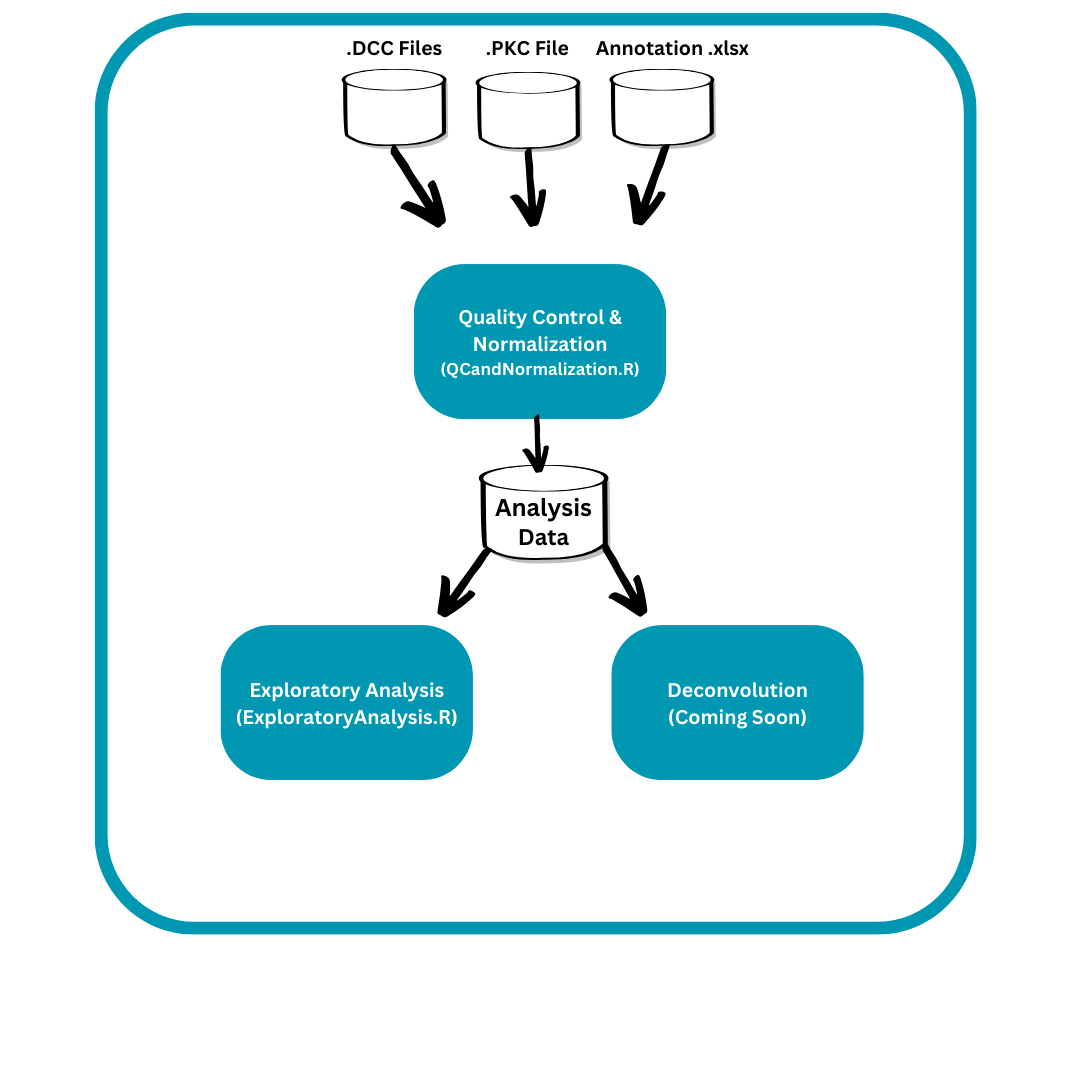 .DCC Files
.PKC File
Annotation .xlsx
Quality Control &
Normalization
(QCandNormalization.R)
Analysis
Data
Exploratory Analysis
(ExploratoryAnalysis.R)
Deconvolution
(Coming Soon)